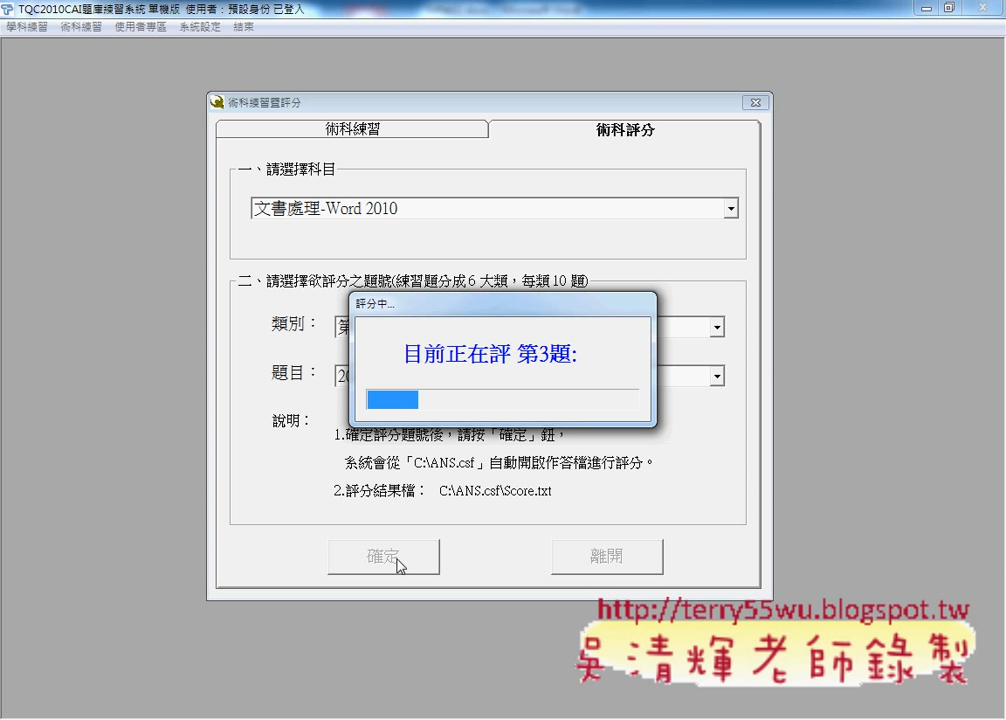 TQC2010CAI題庫練習系統 單機版 使用者：預設身份 已登入
學科練習 術科練習 使用者專區 系統設定 結束
術科練習暨評分
術科練習 術科評分
一、請選擇科目
文書處理-Word 2010
二、請選擇欲評分之題號(練習題分成6 大類，每類10 題)
評分中...
類別： 第
目前正在評 第3題:
題目： 20
說明：
1.確定評分題號後，請按「確定」鈕，
系統會從「C:\ANS.csf」自動開啟作答檔進行評分。
2.評分結果檔： C:\ANS.csf\Score.txt
確定 離開
http://terry55wu.blogspot.tw
吳清輝老師錄製